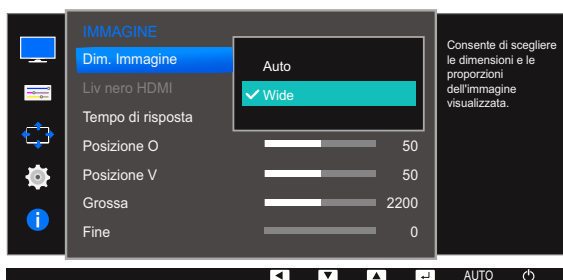 IMMAGINE
Dim. Immagine
Auto
Liv nero HDMI
Wide
Tempo di risposta
Posizione O
50
Posizione V
50
Grossa
2200
Fine
0
Consente di scegliere
le dimensioni e le
proporzioni
dell'immagine
visualizzata.
AUTO